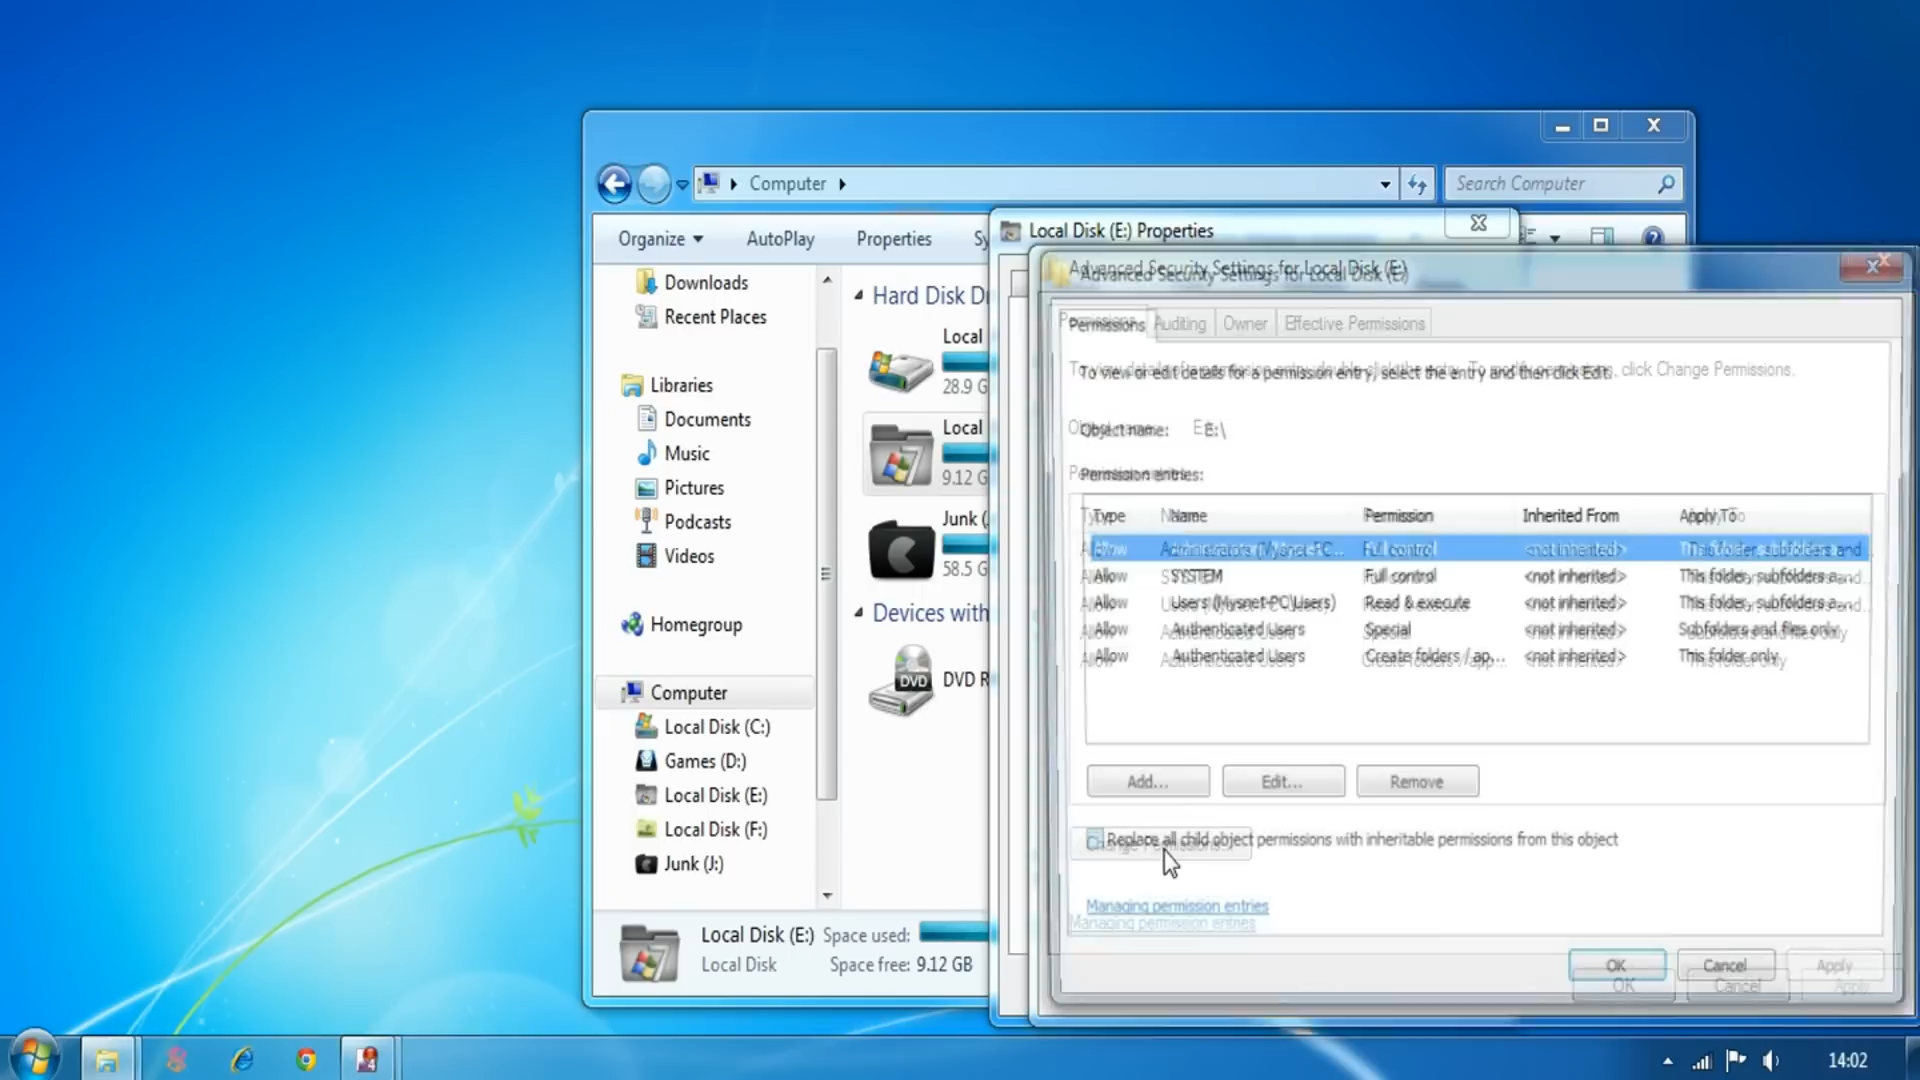 Computer
Search Computer
Organize
AutoPlay
Properties
Sy
Local Disk (E:) Properties
Advanced Security Settings for Local Disk (E:)
Downloads
Recent Places
Libraries
Documents
Music
Pictures
Podcasts
Videos
Homegroup
Computer
Local Disk (C:)
Games (D:)
Local Disk (E:)
Local Disk (F:)
Junk (J:)
Hard Disk D
Local
28.9 G
Local
9.12 G
Junk (
58.5 G
Devices with
DVD
DVD R
Local Disk (E:) Space used:
Local Disk Space free: 9.12 GB
Permissions Auditing Owner Effective Permissions
To view or edit details for a permission entry, select the entry and then click Edit.
click Change Permissions.
Object name: E:\
Permission entries:
Type Name Permission Inherited From Apply To
Allow Administrators (Mysnet-PC... Full control <not inherited> This folder, subfolders and
Allow SYSTEM Full control <not inherited> This folder, subfolders a...
Allow Users (Mysnet-PC\Users) Read & execute <not inherited> This folder, subfolders a...
Allow Authenticated Users Special <not inherited> Subfolders and files only
Allow Authenticated Users Create folders / ap... <not inherited> This folder only
Add... Edit... Remove
Replace all child object permissions with inheritable permissions from this object
Change Permissions...
Managing permission entries
Managing permission entries
OK Cancel Apply
OK Cancel Apply
14:02